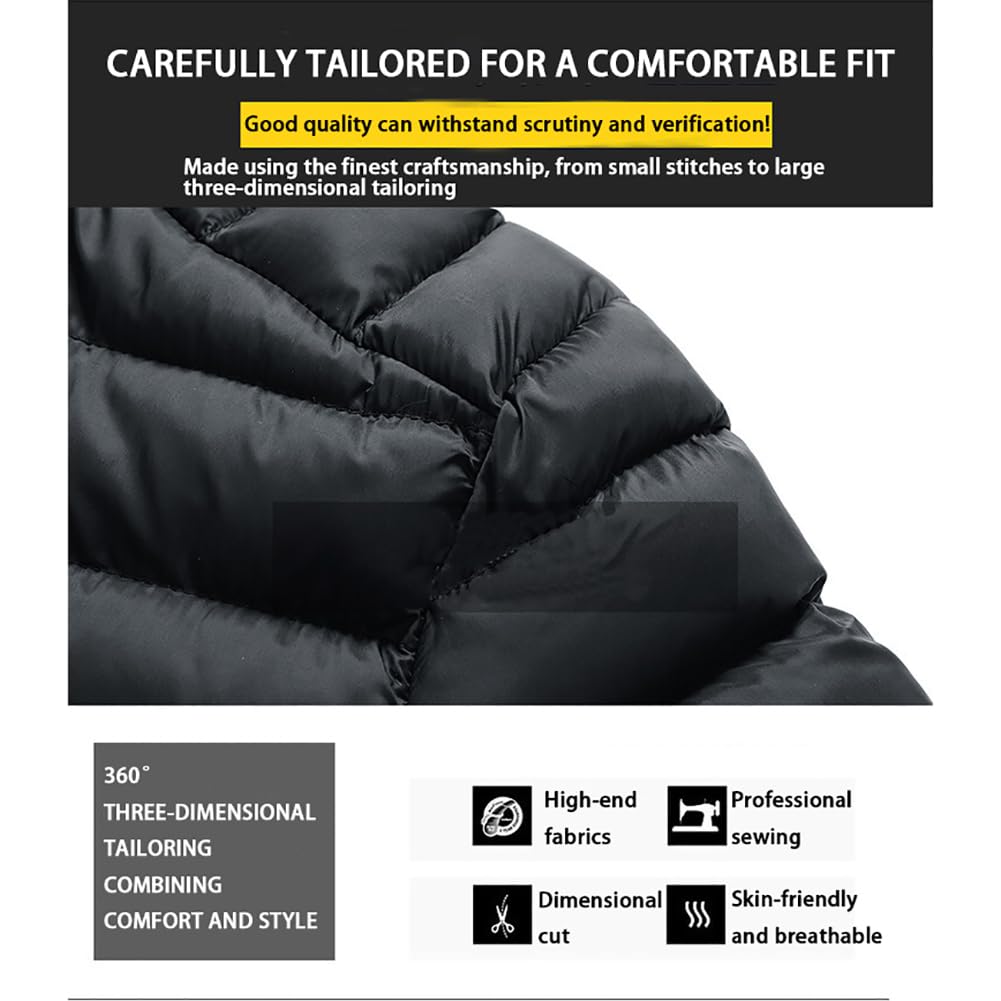 CAREFULLY TAILORED FOR A COMFORTABLE FIT
Good quality can withstand scrutiny and verification!
Made using the finest craftsmanship, from small stitches to large
three-dimensional tailoring
360°
THREE-DIMENSIONAL
TAILORING
COMBINING
COMFORT AND STYLE
High-end
fabrics
Professional
sewing
Dimensional
cut
Skin-friendly
and breathable